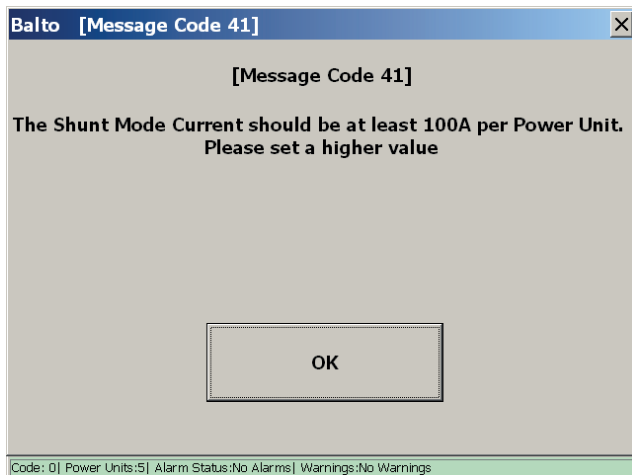 Balto [Message Code 41]
[Message Code 41]
The Shunt Mode Current should be at least 100A per Power Unit.
Please set a higher value
OK
Code: 0| Power Units:5| Alarm Status:No Alarms| Warnings:No Warnings